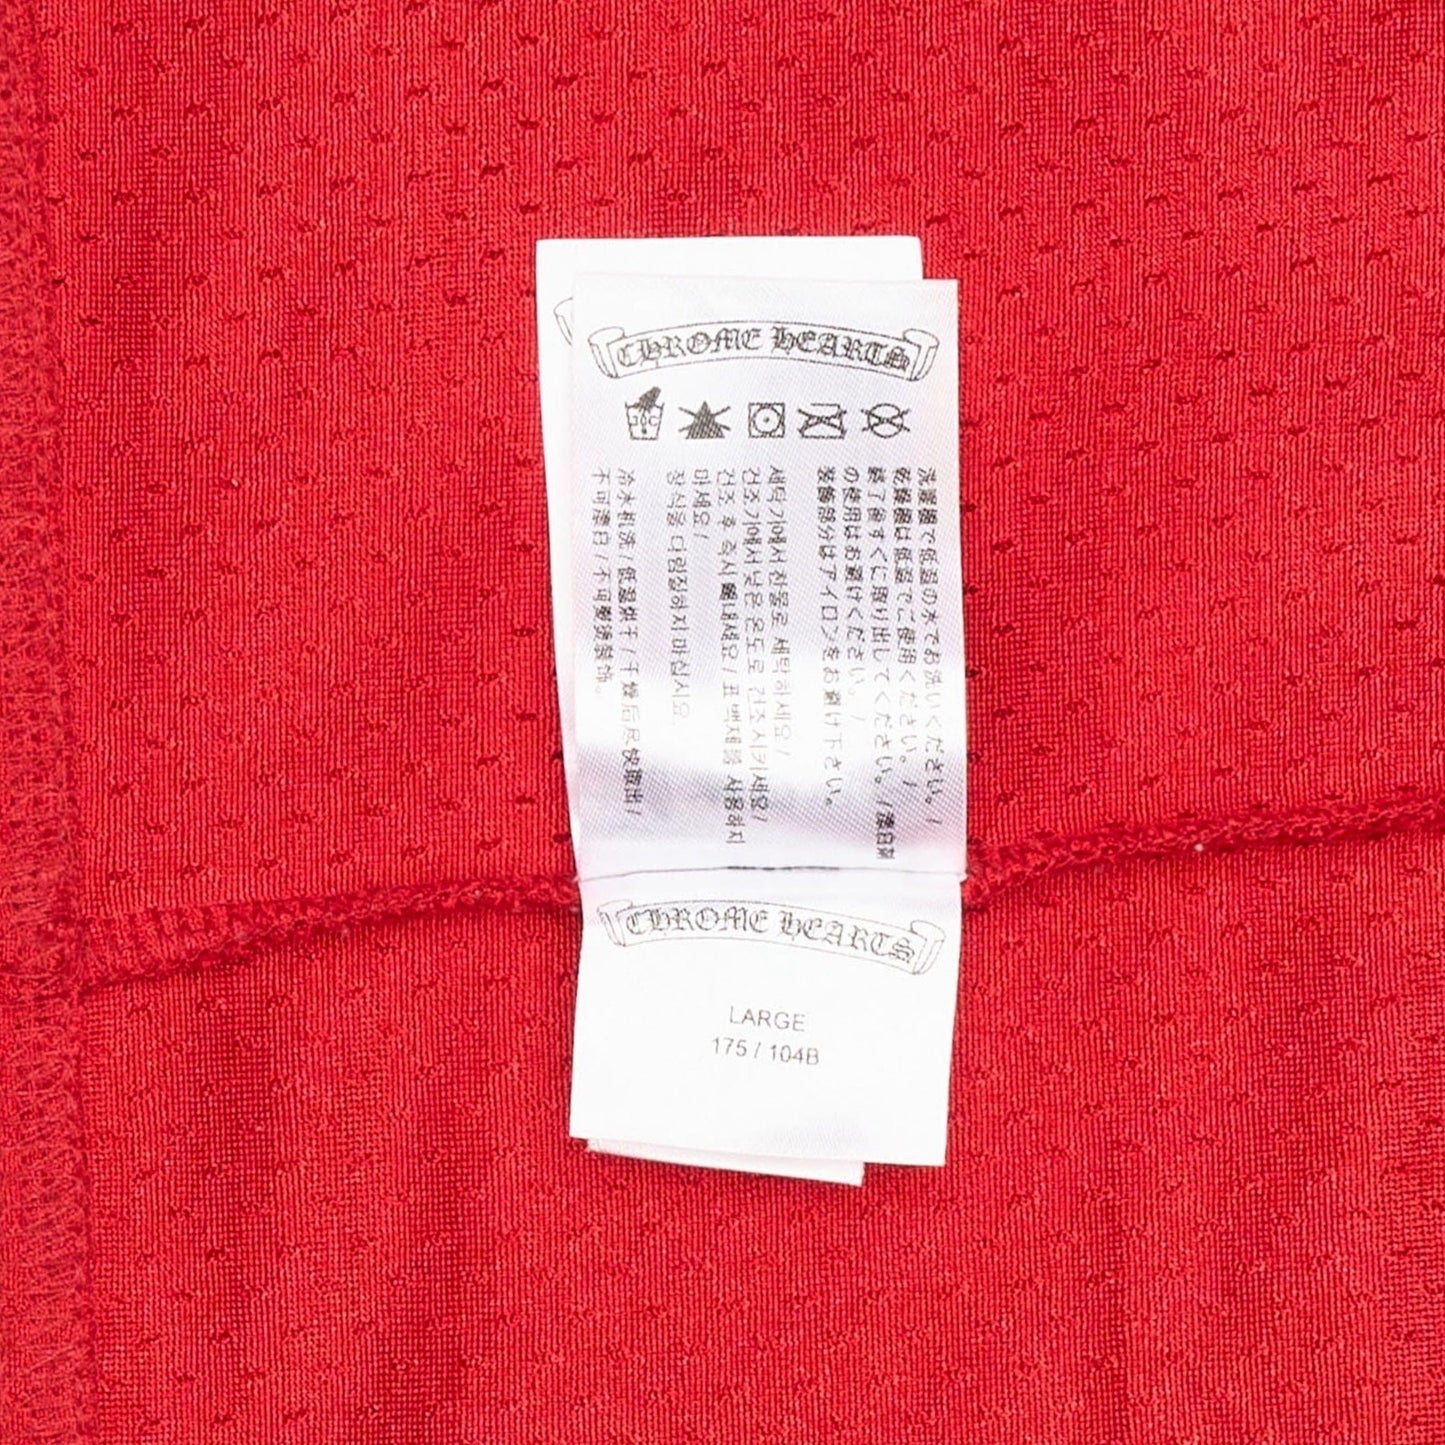 CHROME HEARTS
30°C
洗濯機で低温の水でお洗いください。/
乾燥機は低温でご使用ください。/
終了後すぐに取り出してください。/漂白剤
の使用はお避けください。/
装飾部分はアイロンをお避け下さい。
세탁기에서 찬물로 세탁하세요/
건조기에서 낮은 온도로 건조시키세요/
건조 후 즉시 꺼내세요/표백제를 사용하지
마세요/
장식을 다림질하지 마십시오.
冷水机洗/低温烘干/干燥后尽快取出/
不可漂白/不可熨烫装饰。
CHROME HEARTS
LARGE
175 / 104B